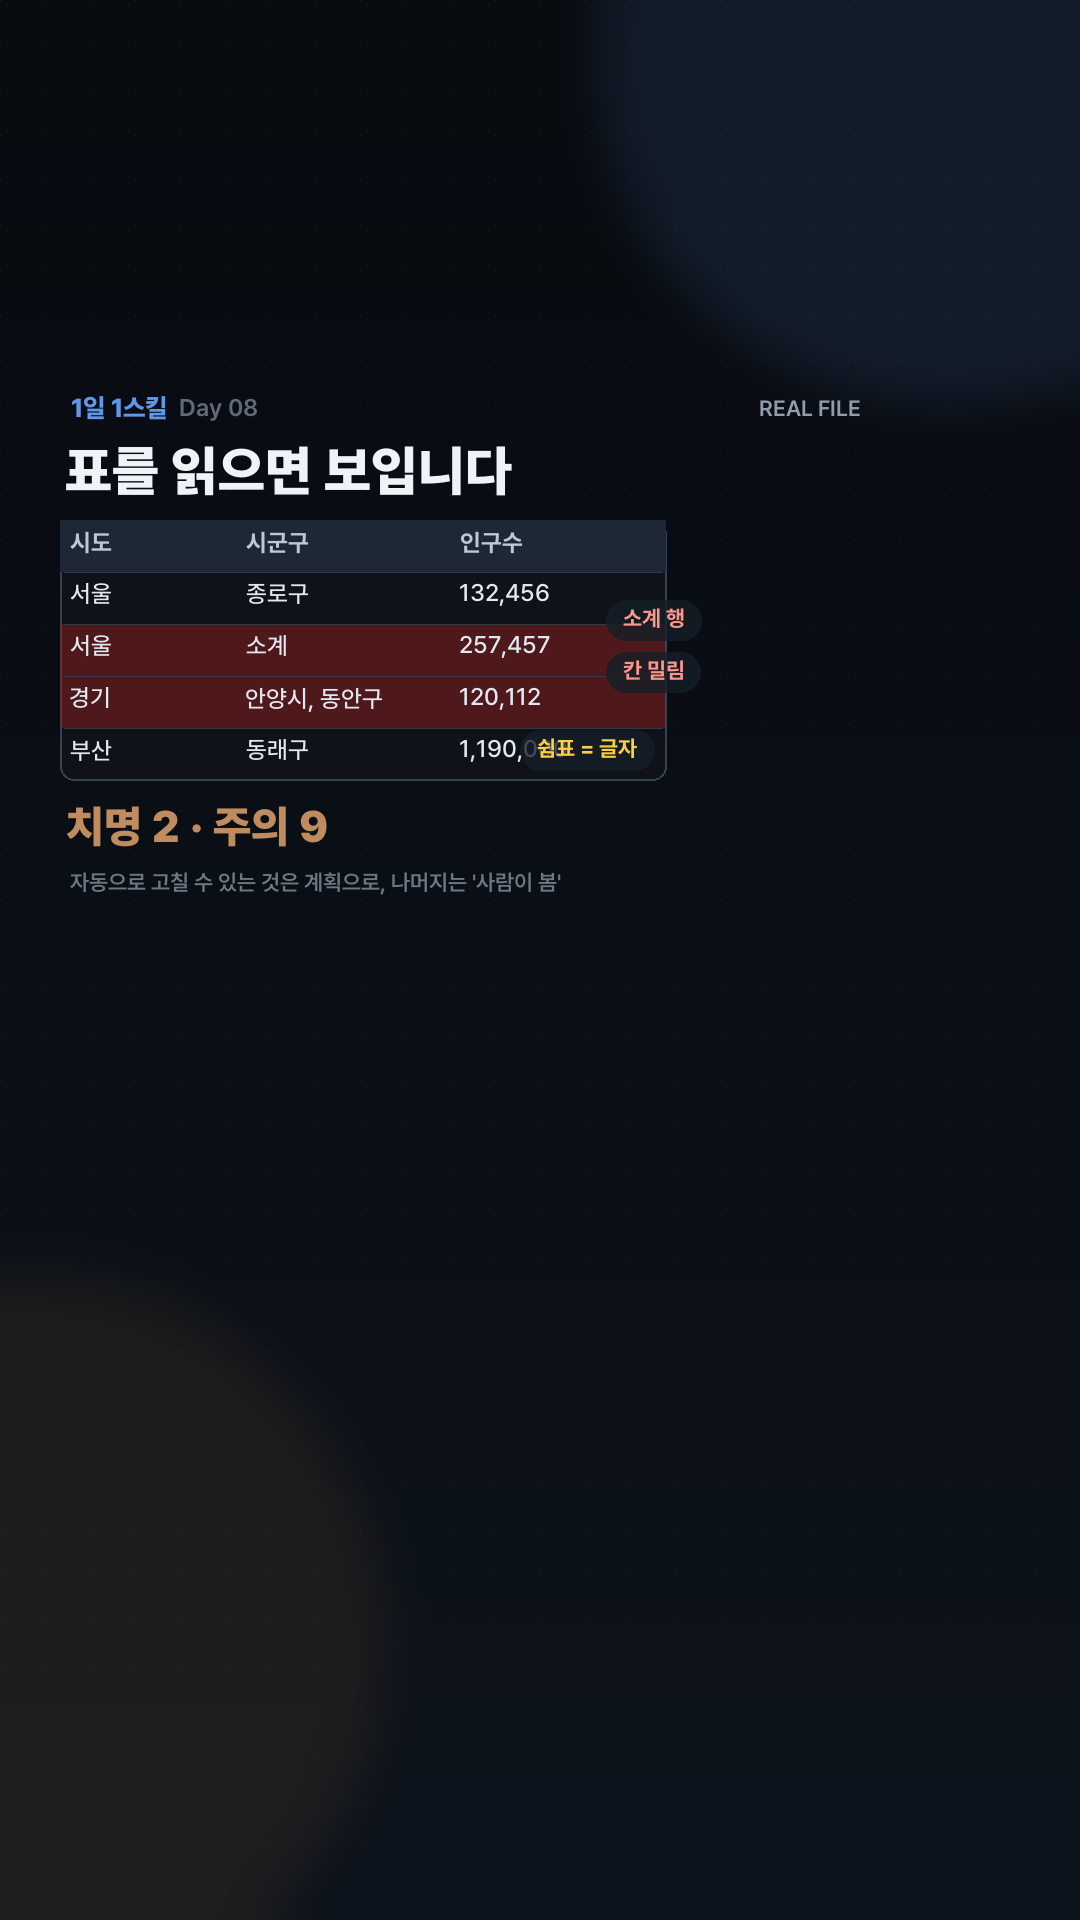 1일 1스킬 Day 08 REAL FILE
표를 읽으면 보입니다
시도 시군구 인구수
서울 종로구 132,456
소계 행
서울 소계 257,457
칸 밀림
경기 안양시, 동안구 120,112
부산 동래구 1,190,0
쉼표 = 글자
치명 2 · 주의 9
자동으로 고칠 수 있는 것은 계획으로, 나머지는 '사람이 봄'